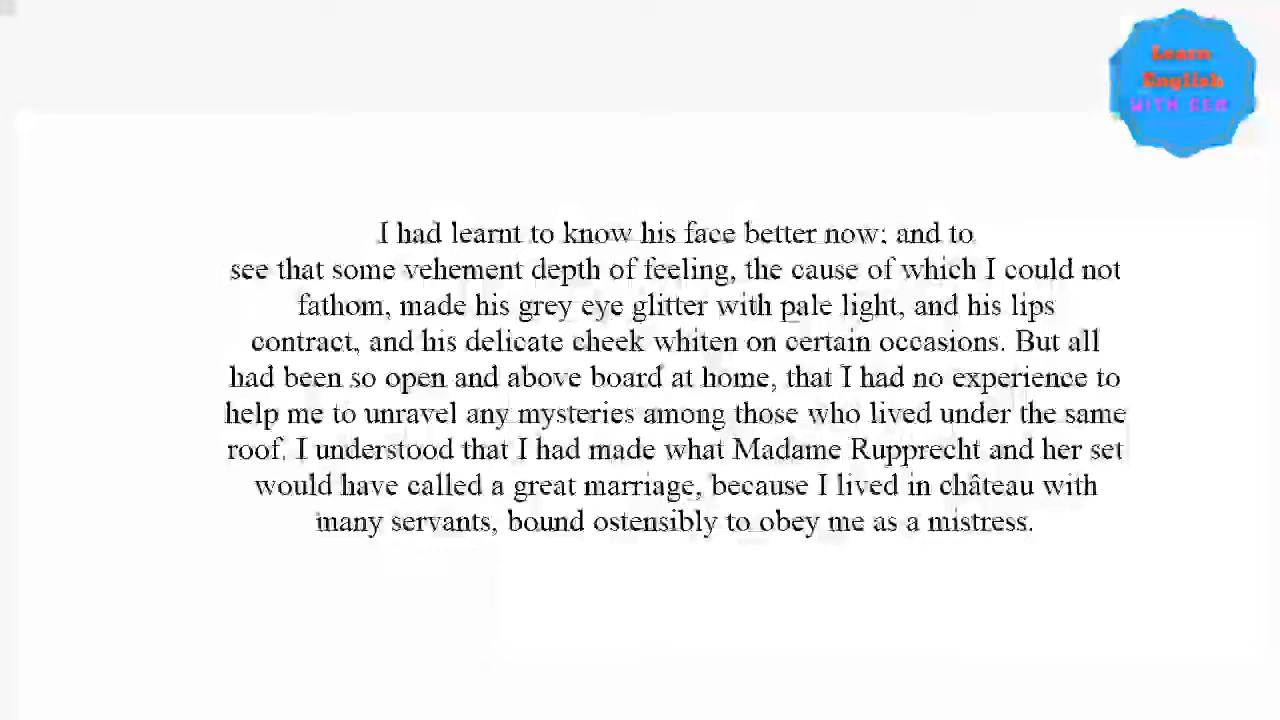 Learn
English
WITH CEM
I had learnt to know his face better now; and to
see that some vehement depth of feeling, the cause of which I could not
fathom, made his grey eye glitter with pale light, and his lips
contract, and his delicate cheek whiten on certain occasions. But all
had been so open and above board at home, that I had no experience to
help me to unravel any mysteries among those who lived under the same
roof. I understood that I had made what Madame Rupprecht and her set
would have called a great marriage, because I lived in château with
many servants, bound ostensibly to obey me as a mistress.